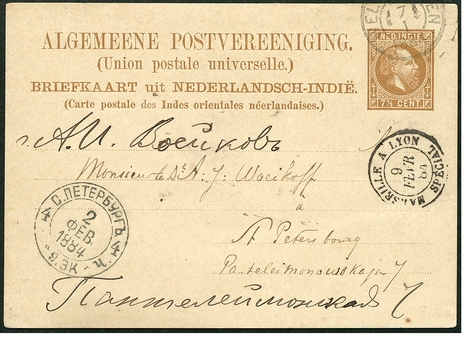 ALGEMEENE POSTVEREENIGING.
(Union postale universelle.)
BRIEFKAART uit NEDERLANDSCH-INDIË.
(Carte postale des Indes orientales néerlandaises.)
NED. INDIE
7½ CENT
7
г. А. И. Воейковъ
Monsieur le Dr. A. J. Woeikoff
à
St Petersbourg
Panteleimonowskaja 7
Пантелеймонская 7
MARSEILLE A LYON SPECIAL
9
FEVR
84
С. ПЕТЕРБУРГЪ
2
ФЕВ.
1884